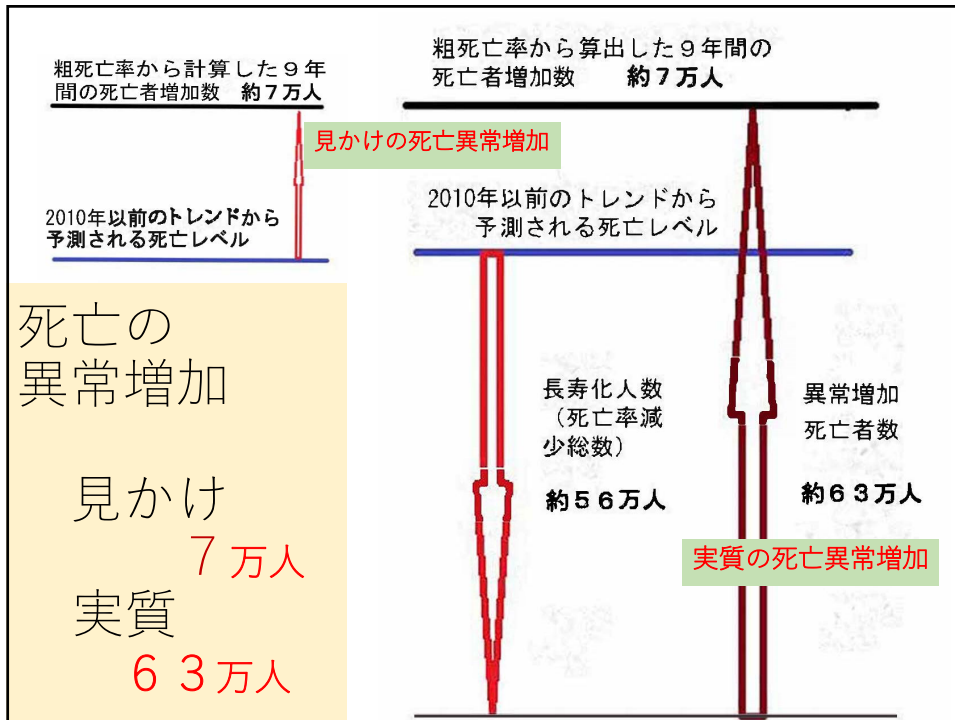 粗死亡率から計算した９年
間の死亡者増加数　約７万人
見かけの死亡異常増加
2010年以前のトレンドから
予測される死亡レベル
死亡の
異常増加
見かけ
７万人
実質
６３万人
粗死亡率から算出した９年間の
死亡者増加数　約７万人
2010年以前のトレンドから
予測される死亡レベル
長寿化人数
（死亡率減
少総数）
約５６万人
異常増加
死亡者数
約６３万人
実質の死亡異常増加